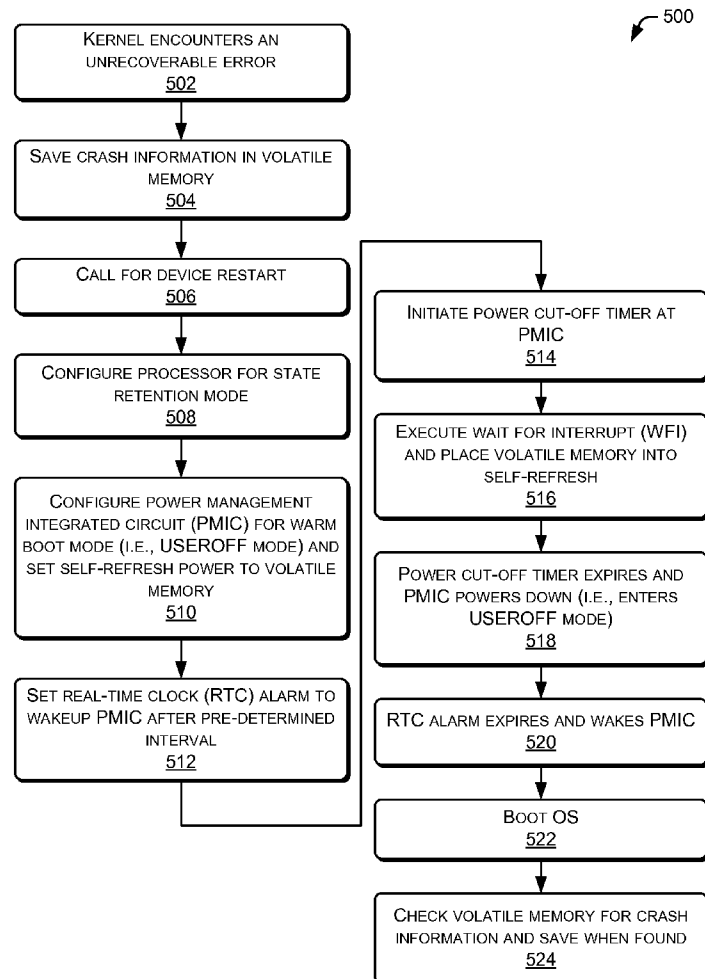 500
KERNEL ENCOUNTERS AN
UNRECOVERABLE ERROR
502
SAVE CRASH INFORMATION IN VOLATILE
MEMORY
504
CALL FOR DEVICE RESTART
506
CONFIGURE PROCESSOR FOR STATE
RETENTION MODE
508
CONFIGURE POWER MANAGEMENT
INTEGRATED CIRCUIT (PMIC) FOR WARM
BOOT MODE (I.E., USEROFF MODE) AND
SET SELF-REFRESH POWER TO VOLATILE
MEMORY
510
SET REAL-TIME CLOCK (RTC) ALARM TO
WAKEUP PMIC AFTER PRE-DETERMINED
INTERVAL
512
INITIATE POWER CUT-OFF TIMER AT
PMIC
514
EXECUTE WAIT FOR INTERRUPT (WFI)
AND PLACE VOLATILE MEMORY INTO
SELF-REFRESH
516
POWER CUT-OFF TIMER EXPIRES AND
PMIC POWERS DOWN (I.E., ENTERS
USEROFF MODE)
518
RTC ALARM EXPIRES AND WAKES PMIC
520
BOOT OS
522
CHECK VOLATILE MEMORY FOR CRASH
INFORMATION AND SAVE WHEN FOUND
524